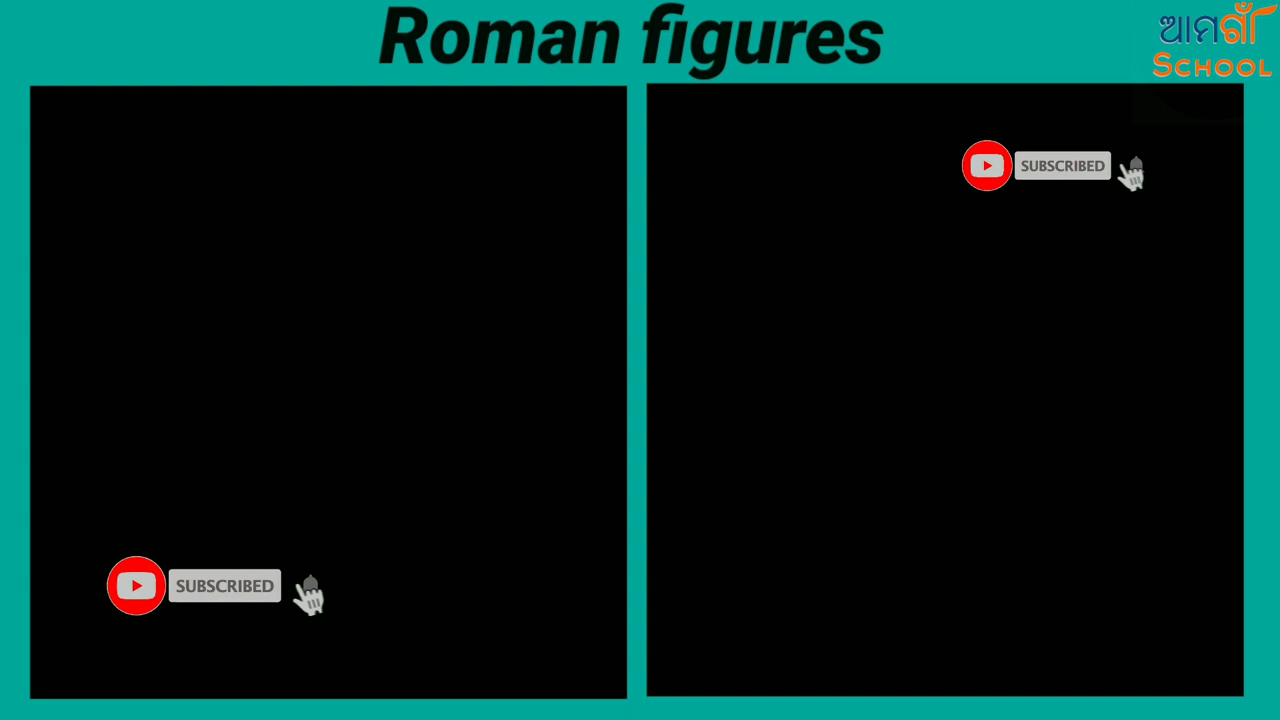 Roman figures
ଆମ ଗାଁ
SCHOOL
SUBSCRIBED
SUBSCRIBED